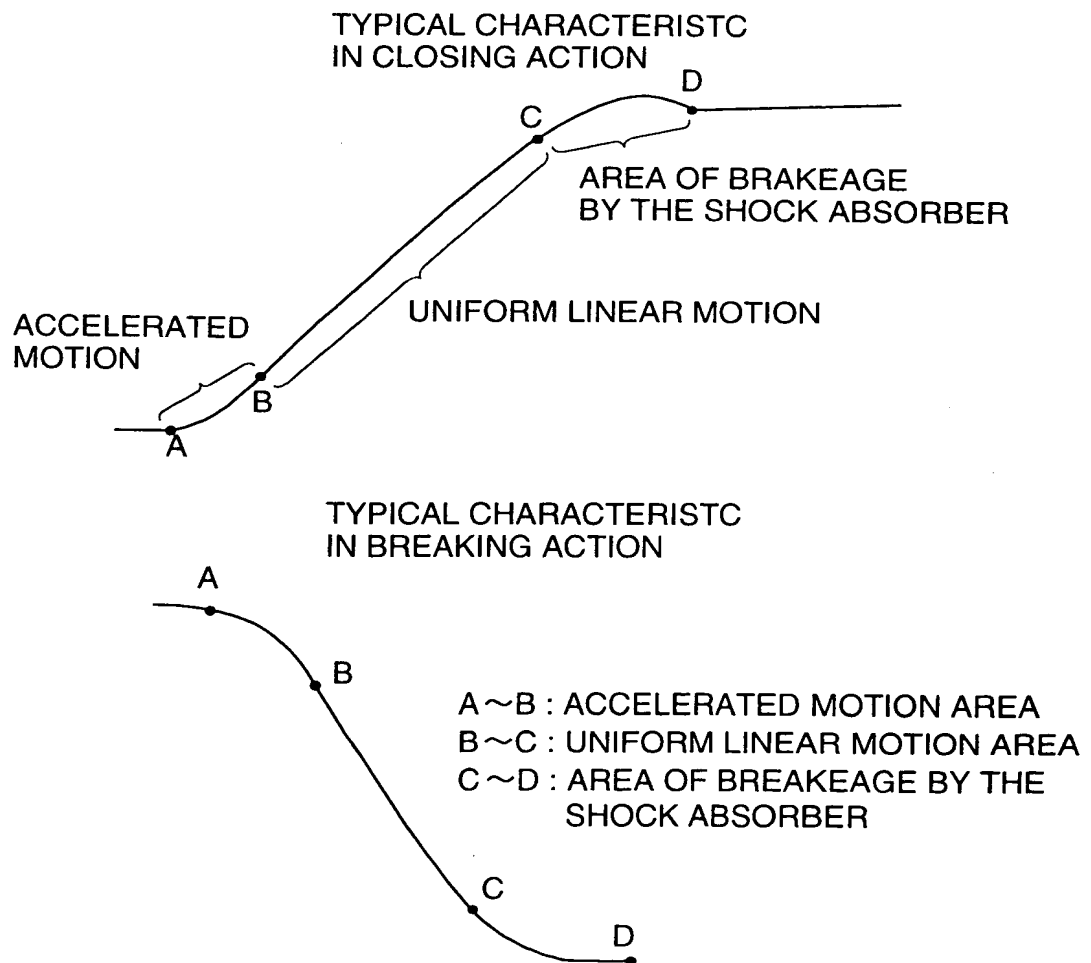 TYPICAL CHARACTERISTC
IN CLOSING ACTION
D
C
AREA OF BRAKEAGE
BY THE SHOCK ABSORBER
UNIFORM LINEAR MOTION
ACCELERATED
MOTION
B
A
TYPICAL CHARACTERISTC
IN BREAKING ACTION
A
B
A~B : ACCELERATED MOTION AREA
B~C : UNIFORM LINEAR MOTION AREA
C~D : AREA OF BREAKEAGE BY THE
SHOCK ABSORBER
C
D